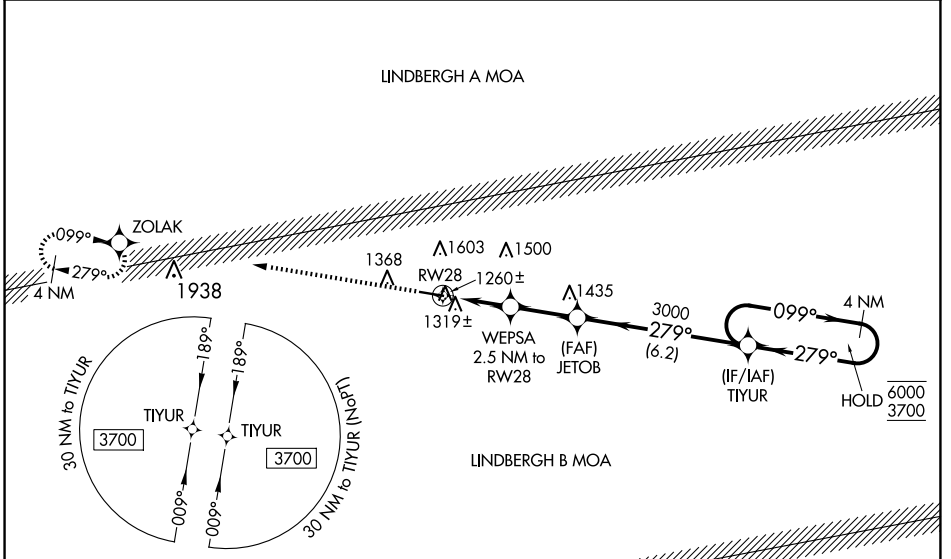 LINDBERGH A MOA
ZOLAK
099°
279°
4 NM
1938
1368
1603
1500
RW28
1260±
1319±
1435
WEPSA
2.5 NM to
RW28
(FAF)
JETOB
3000
279°
(6.2)
(IF/IAF)
TIYUR
099°
4 NM
279°
HOLD
6000
3700
30 NM to TIYUR
189°
TIYUR
3700
009°
189°
TIYUR
3700
009°
30 NM to TIYUR (NoPT)
LINDBERGH B MOA